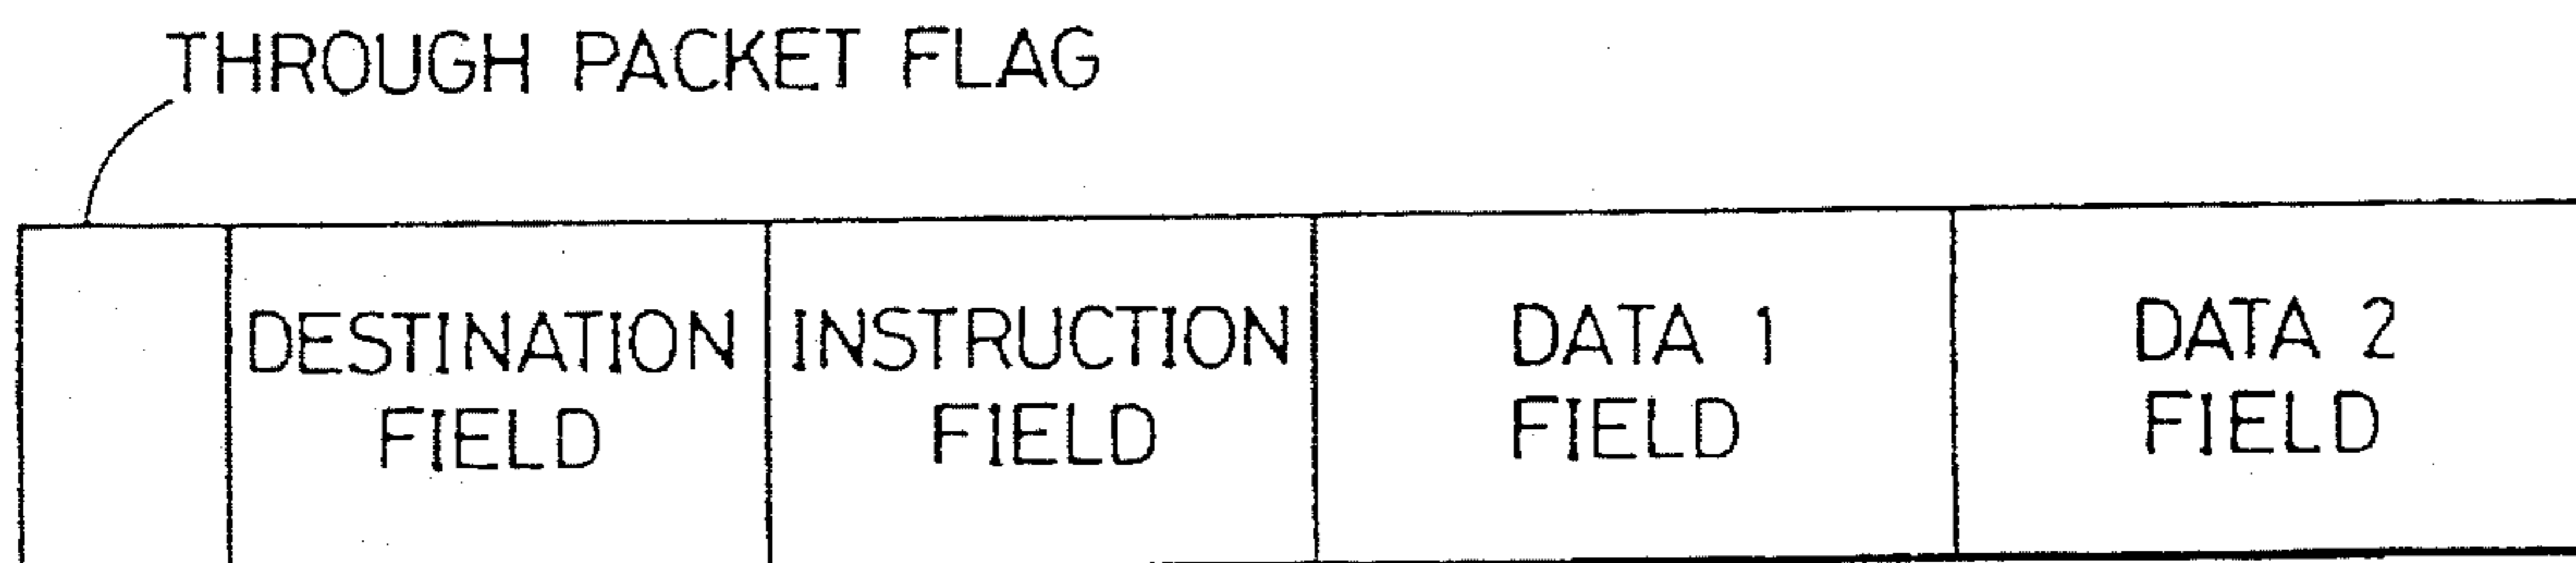 THROUGH PACKET FLAG
DESTINATION
FIELD
INSTRUCTION
FIELD
DATA 1
FIELD
DATA 2
FIELD